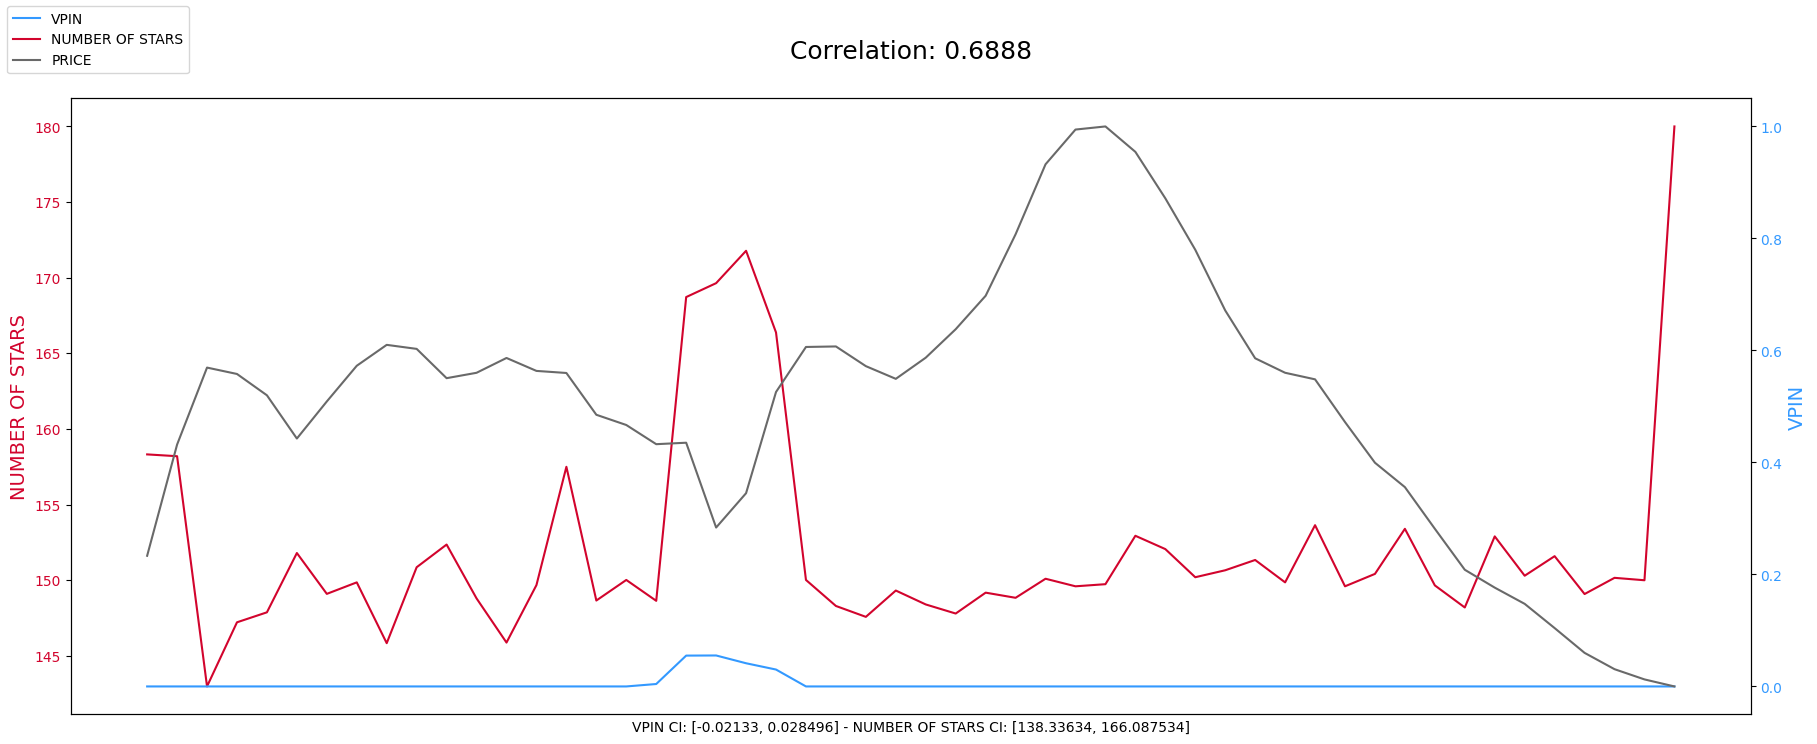 VPIN
NUMBER OF STARS
PRICE
Correlation: 0.6888
180
175
170
165
160
155
150
145
NUMBER OF STARS
1.0
0.8
0.6
0.4
0.2
0.0
VPIN
VPIN CI: [-0.02133, 0.028496] - NUMBER OF STARS CI: [138.33634, 166.087534]